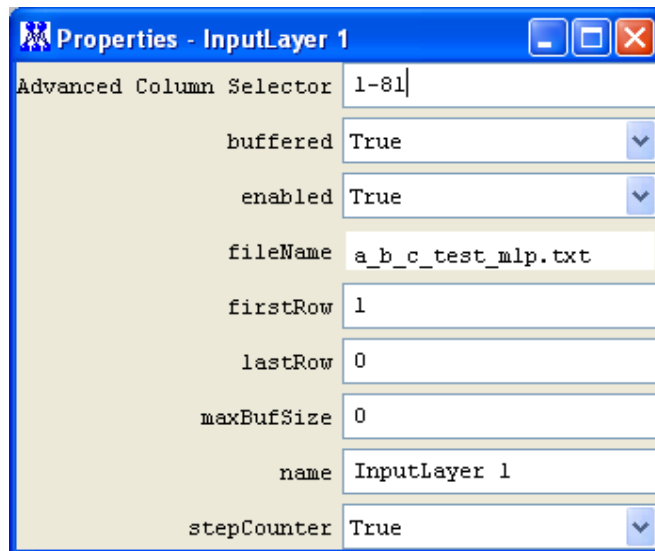 Properties - InputLayer 1
Advanced Column Selector 1-81
buffered True
enabled True
fileName a_b_c_test_mlp.txt
firstRow 1
lastRow 0
maxBufSize 0
name InputLayer 1
stepCounter True